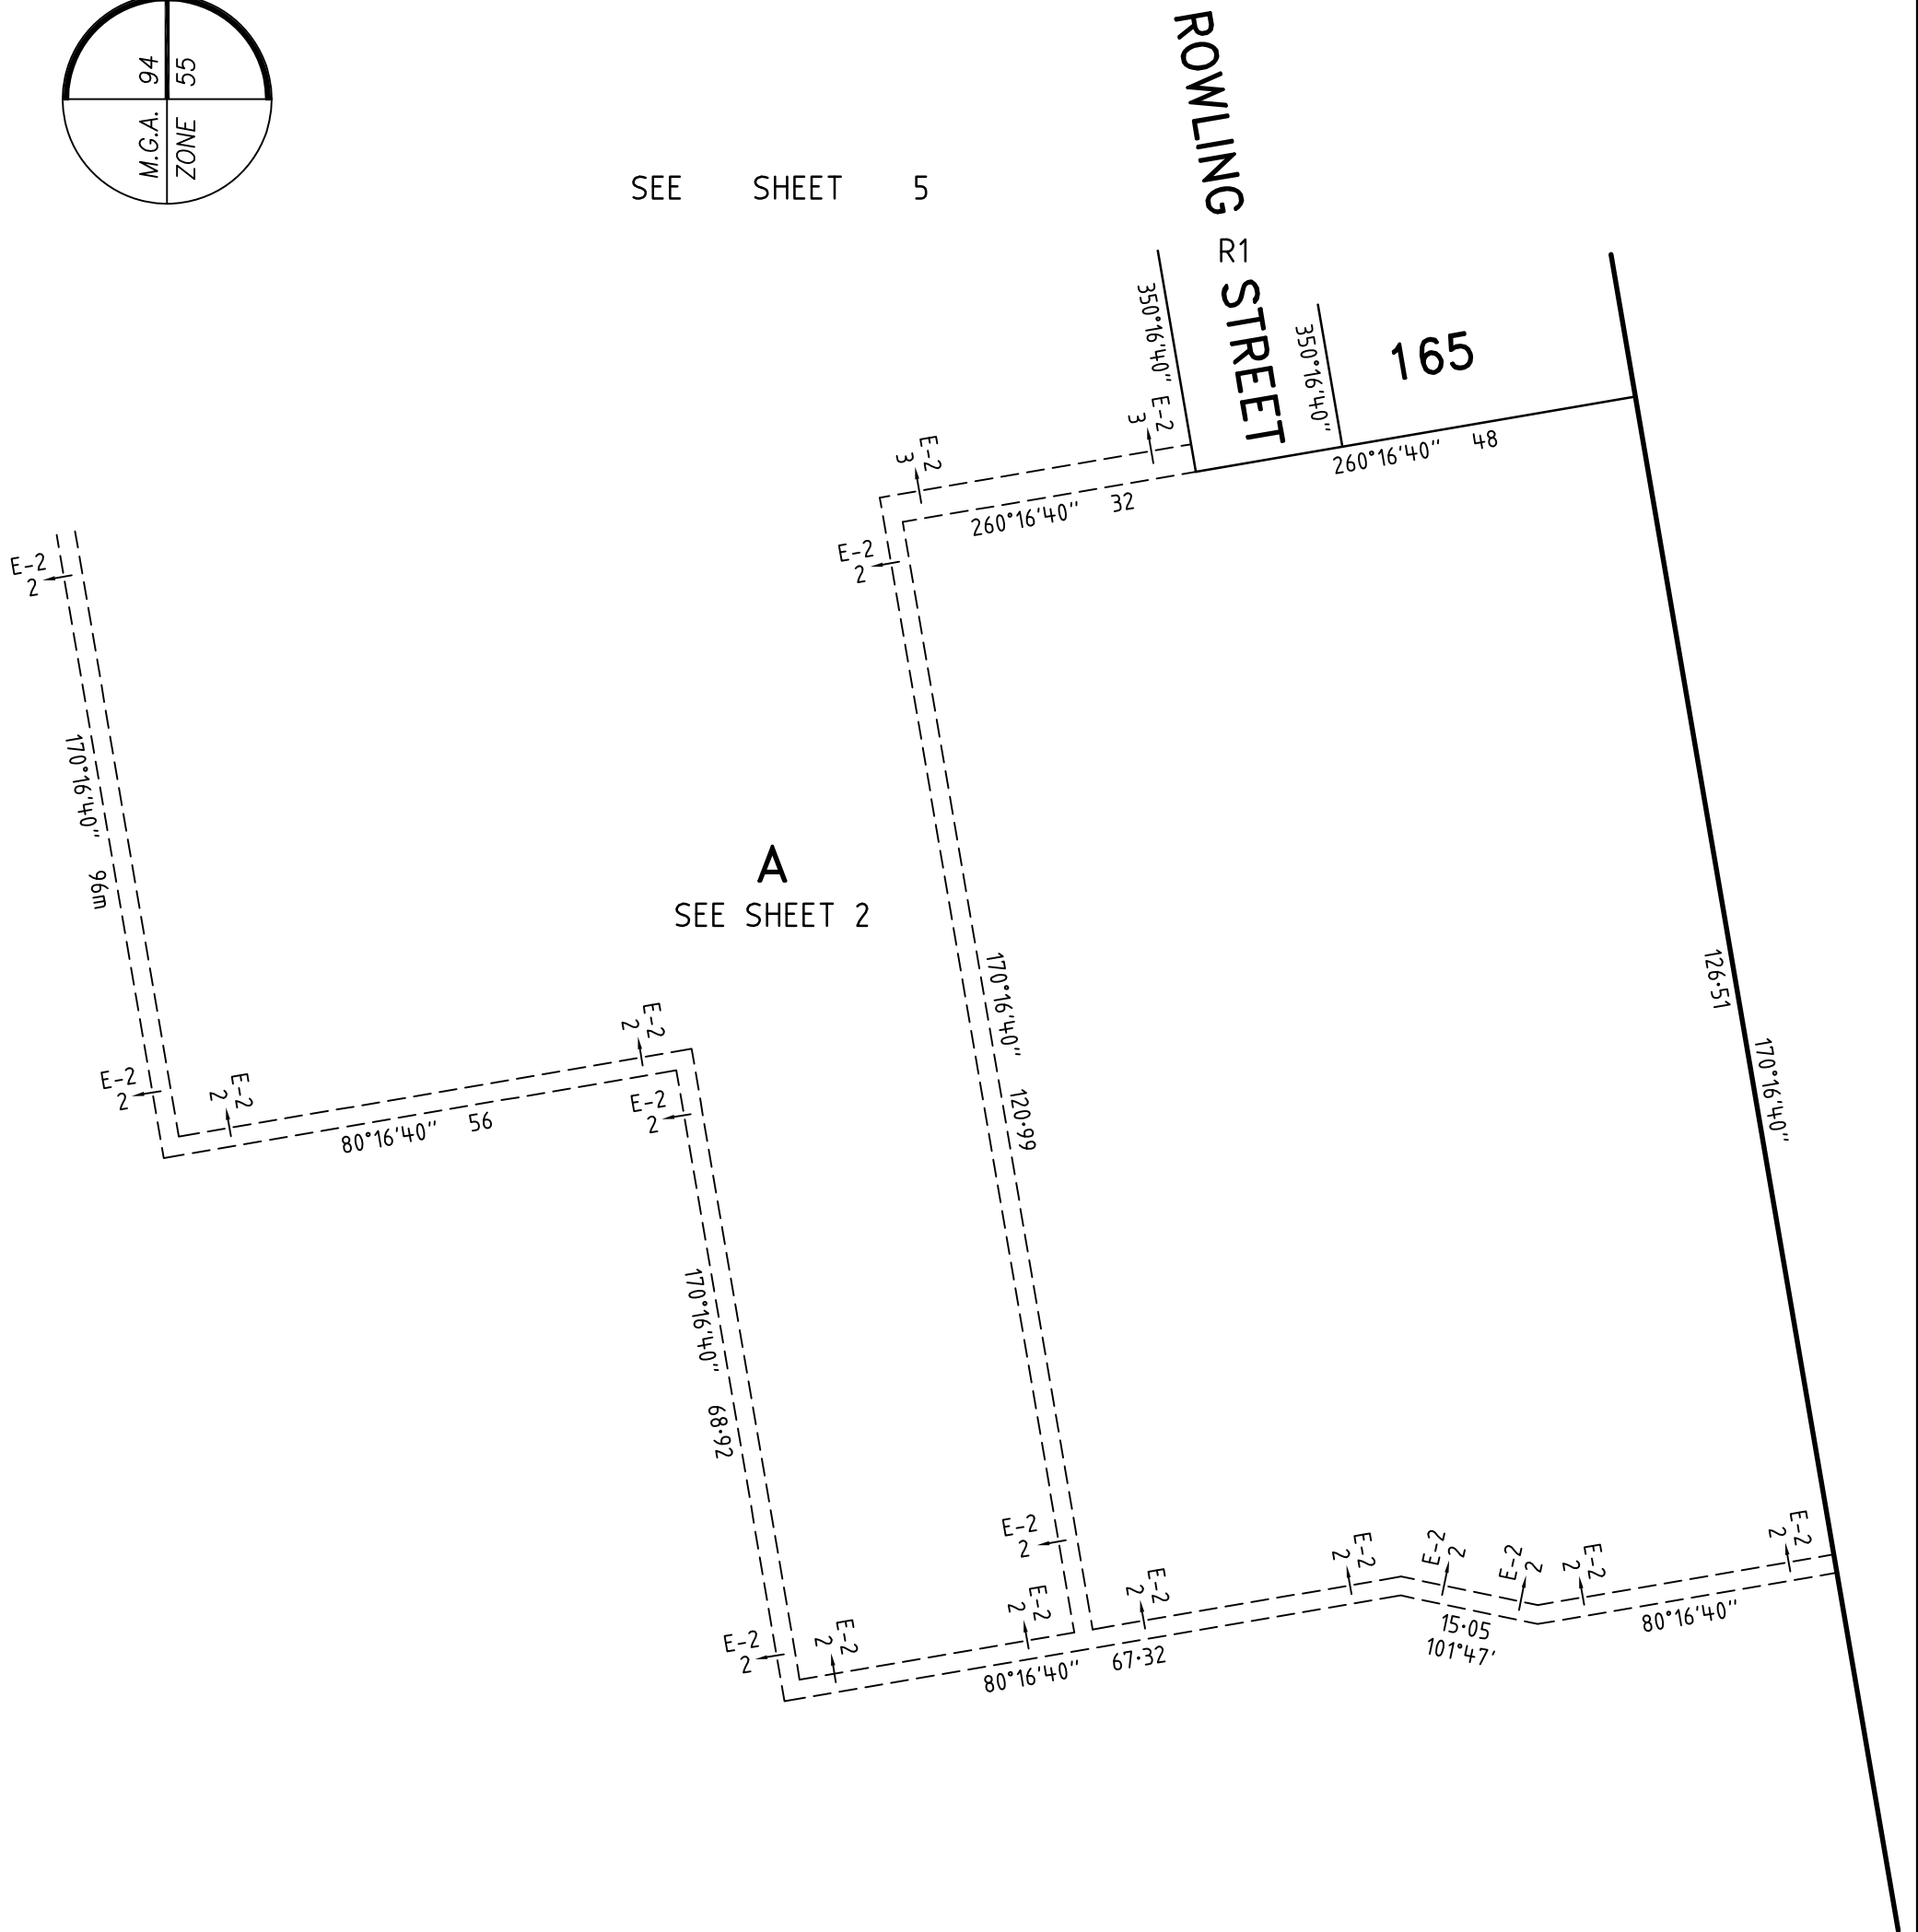 M.G.A. 94
ZONE 55
SEE SHEET 5
ROWLING STREET
R1
350°16'40"
350°16'40"
165
E-2
3
E-2
3
260°16'40" 48
260°16'40" 32
E-2
2
E-2
2
170°16'40" 96m
A
SEE SHEET 2
170°16'40" 120·99
126·51
170°16'40"
E-2
2
E-2
2
E-2
2
E-2
2
80°16'40" 56
170°16'40" 68·92
E-2
2
E-2
2
E-2
2
E-2
2
E-2
2
E-2
2
E-2
2
E-2
2
E-2
2
E-2
2
80°16'40" 67·32
15·05
101°47'
80°16'40"